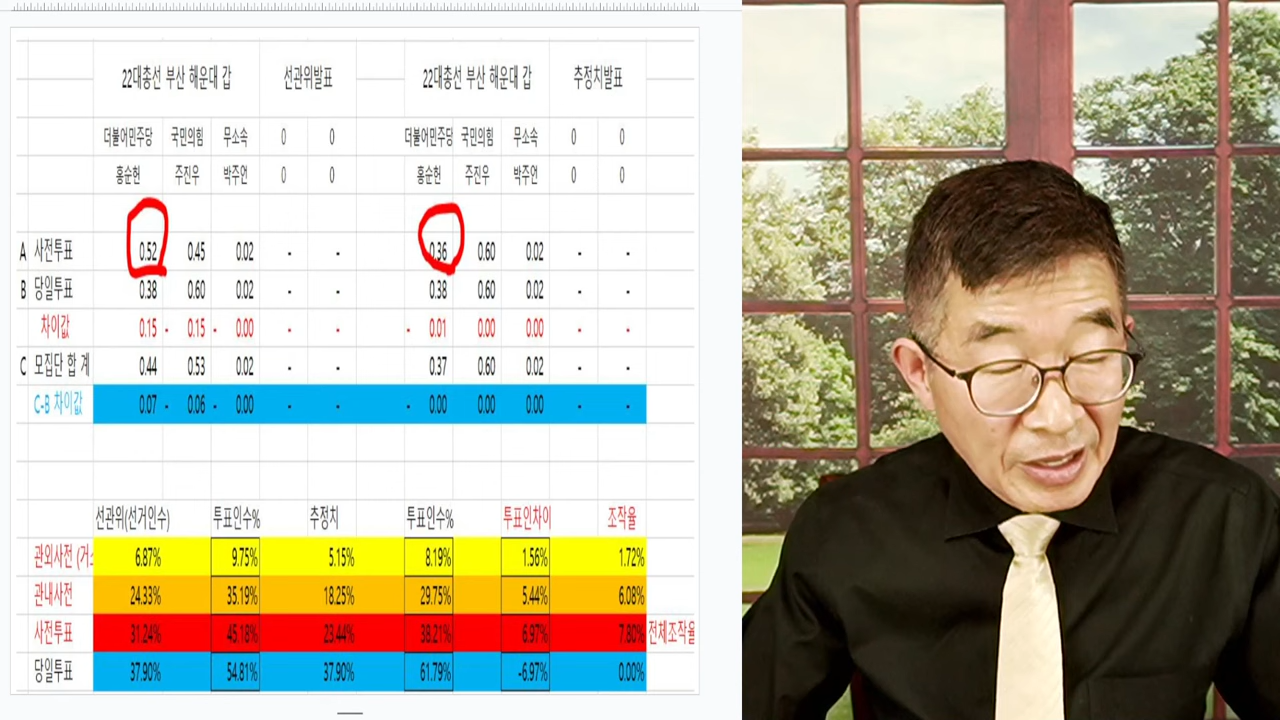 22대총선 부산 해운대 갑 선관위발표 22대총선 부산 해운대 갑 추정치발표
더불어민주당 국민의힘 무소속 0 0 더불어민주당 국민의힘 무소속 0 0
홍순현 주진우 박주언 0 0 홍순현 주진우 박주언 0 0
A 사전투표 0.52 0.45 0.02 - - 0.36 0.60 0.02 - -
B 당일투표 0.38 0.60 0.02 - - 0.38 0.60 0.02 - -
차이값 0.15 - 0.15 - 0.00 - - - 0.01 0.00 0.00 - -
C 모집단 합 계 0.44 0.53 0.02 - - 0.37 0.60 0.02 - -
C-B 차이값 0.07 - 0.06 - 0.00 - - - 0.00 0.00 0.00 - -
선관위(선거인수) 투표인수% 추정치 투표인수% 투표인차이 조작율
관외사전 (거소 6.87% 9.75% 5.15% 8.19% 1.56% 1.72%
관내사전 24.33% 35.19% 18.25% 29.75% 5.44% 6.08%
사전투표 31.24% 45.18% 23.44% 38.21% 6.97% 7.80% 전체조작율
당일투표 37.90% 54.81% 37.90% 61.79% -6.97% 0.00%